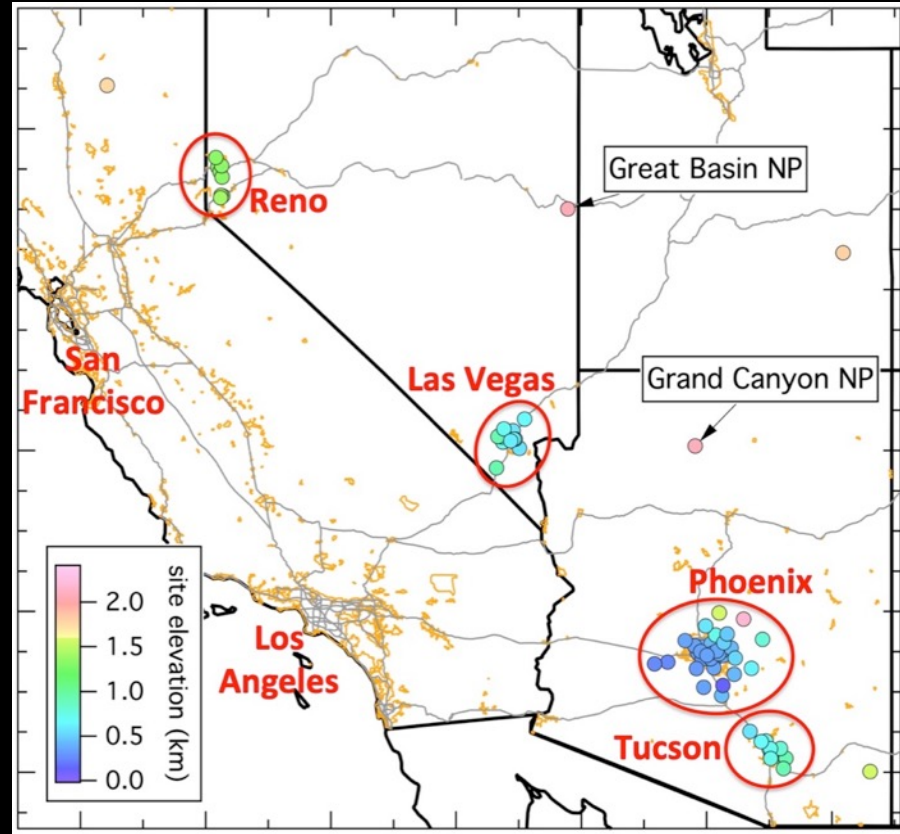 Great Basin NP
Reno
San
Francisco
Las Vegas
Grand Canyon NP
Phoenix
Los
Angeles
Tucson
site elevation (km)
2.0
1.5
1.0
0.5
0.0